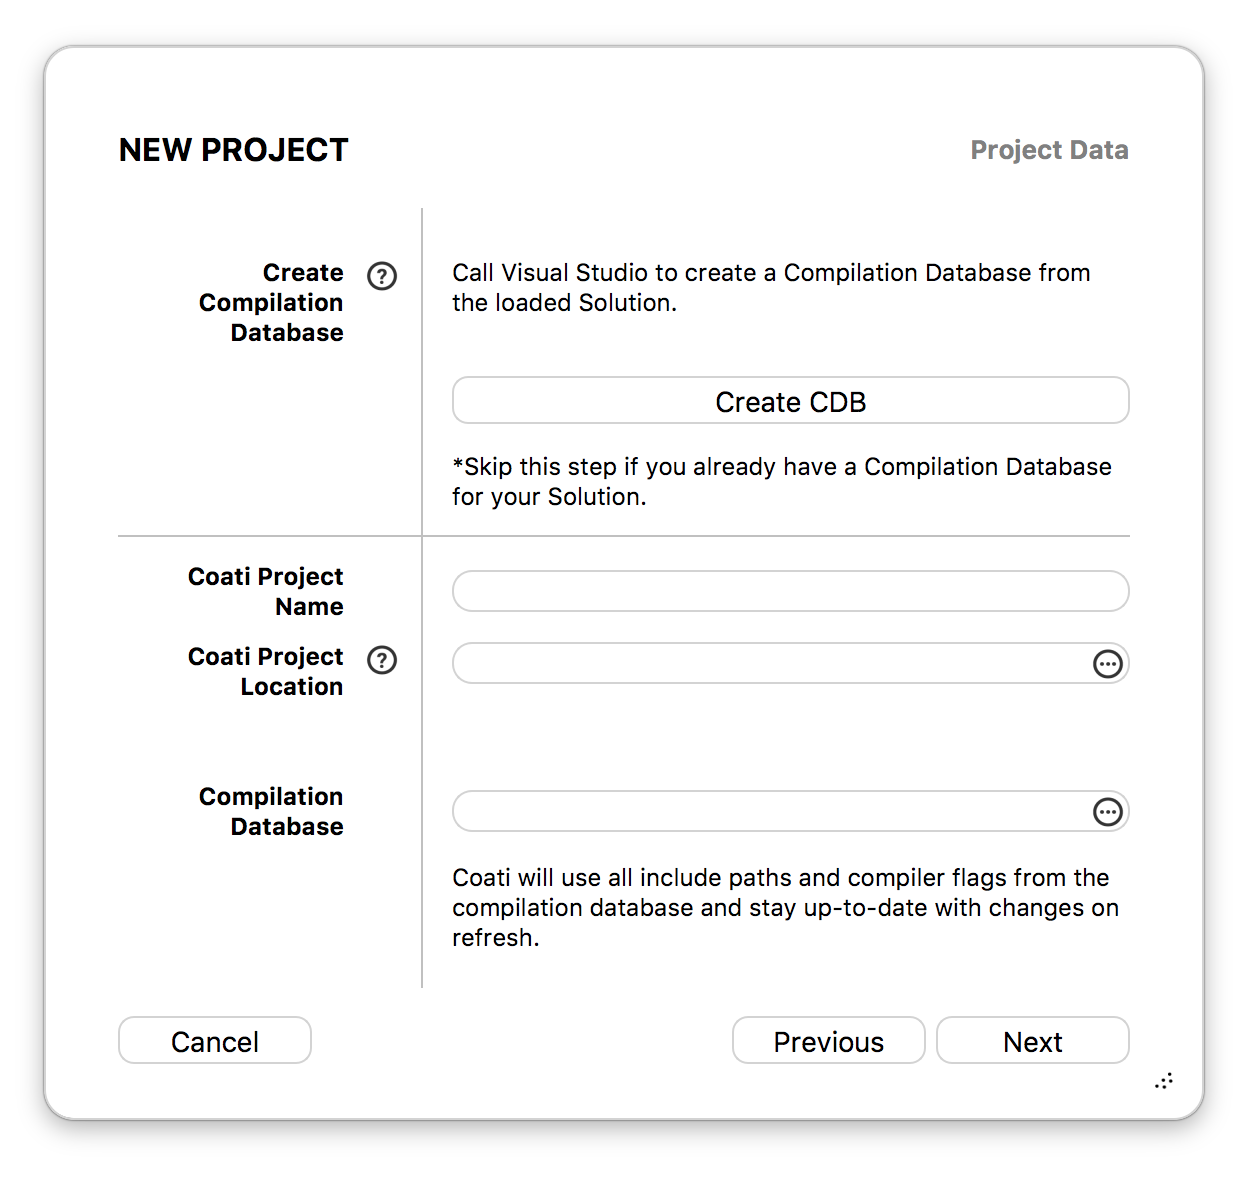 NEW PROJECT
Project Data
Create
Compilation
Database
Call Visual Studio to create a Compilation Database from
the loaded Solution.
Create CDB
*Skip this step if you already have a Compilation Database
for your Solution.
Coati Project
Name
Coati Project
Location
Compilation
Database
Coati will use all include paths and compiler flags from the
compilation database and stay up-to-date with changes on
refresh.
Cancel
Previous
Next